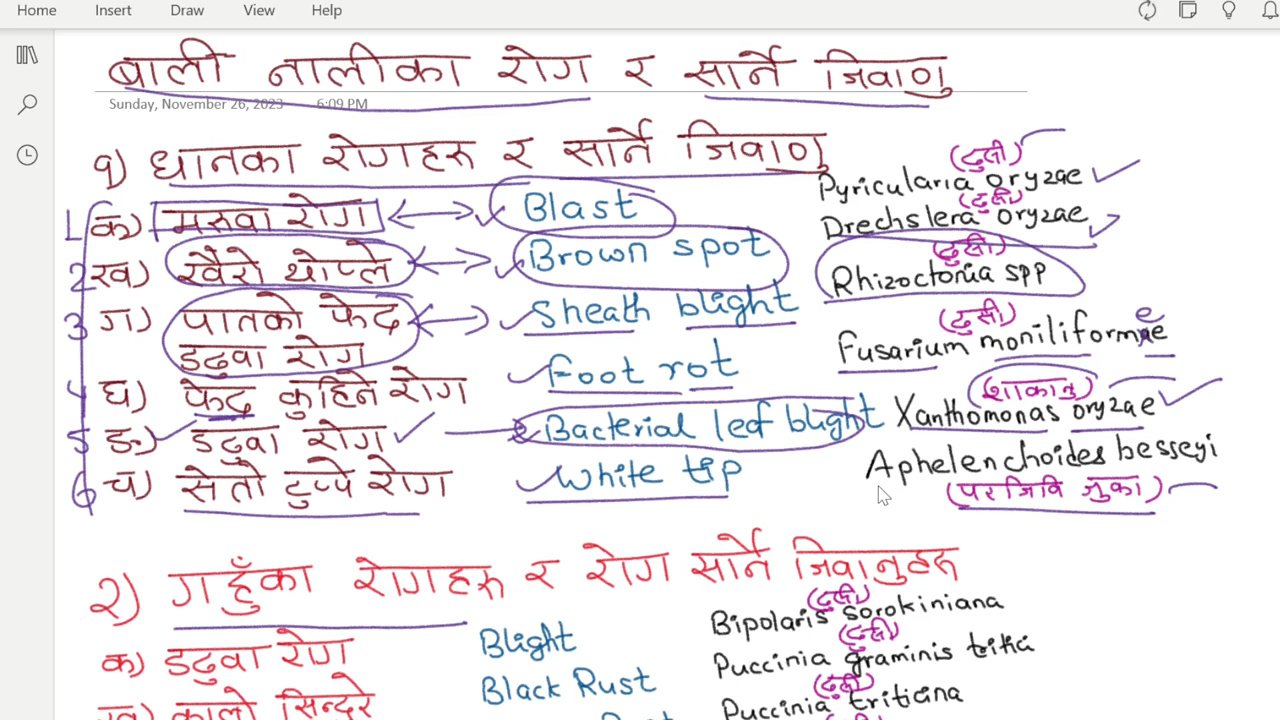 Home Insert Draw View Help
बाली नालीका रोग र सार्ने जिवाणु
Sunday, November 26, 2023 6:09 PM
१) धानका रोगहरु र सार्ने जिवाणु
1 क) मरुवा रोग Blast Pyricularia oryzae (ढुसी)
2 ख) खैरो थोप्ले Brown spot Drechslera oryzae (ढुसी)
3 ग) पातको फेद Sheath blight Rhizoctonia spp (ढुसी)
डढुवा रोग
4 घ) फेद कुहिने रोग Foot rot Fusarium moniliformae (ढुसी)
5 ङ) डढुवा रोग Bacterial leaf blight Xanthomonas oryzae (शाकानु)
6 च) सेतो टुप्पे रोग White tip Aphelenchoides besseyi
(परजिवि जुका)
२) गहुँका रोगहरु र रोग सार्ने जिवानुहरु
क) डढुवा रोग Blight Bipolaris sorokiniana (ढुसी)
ख) कालो सिन्दुरे Black Rust Puccinia graminis tritici (ढुसी)
Puccinia triticina (ढुसी)